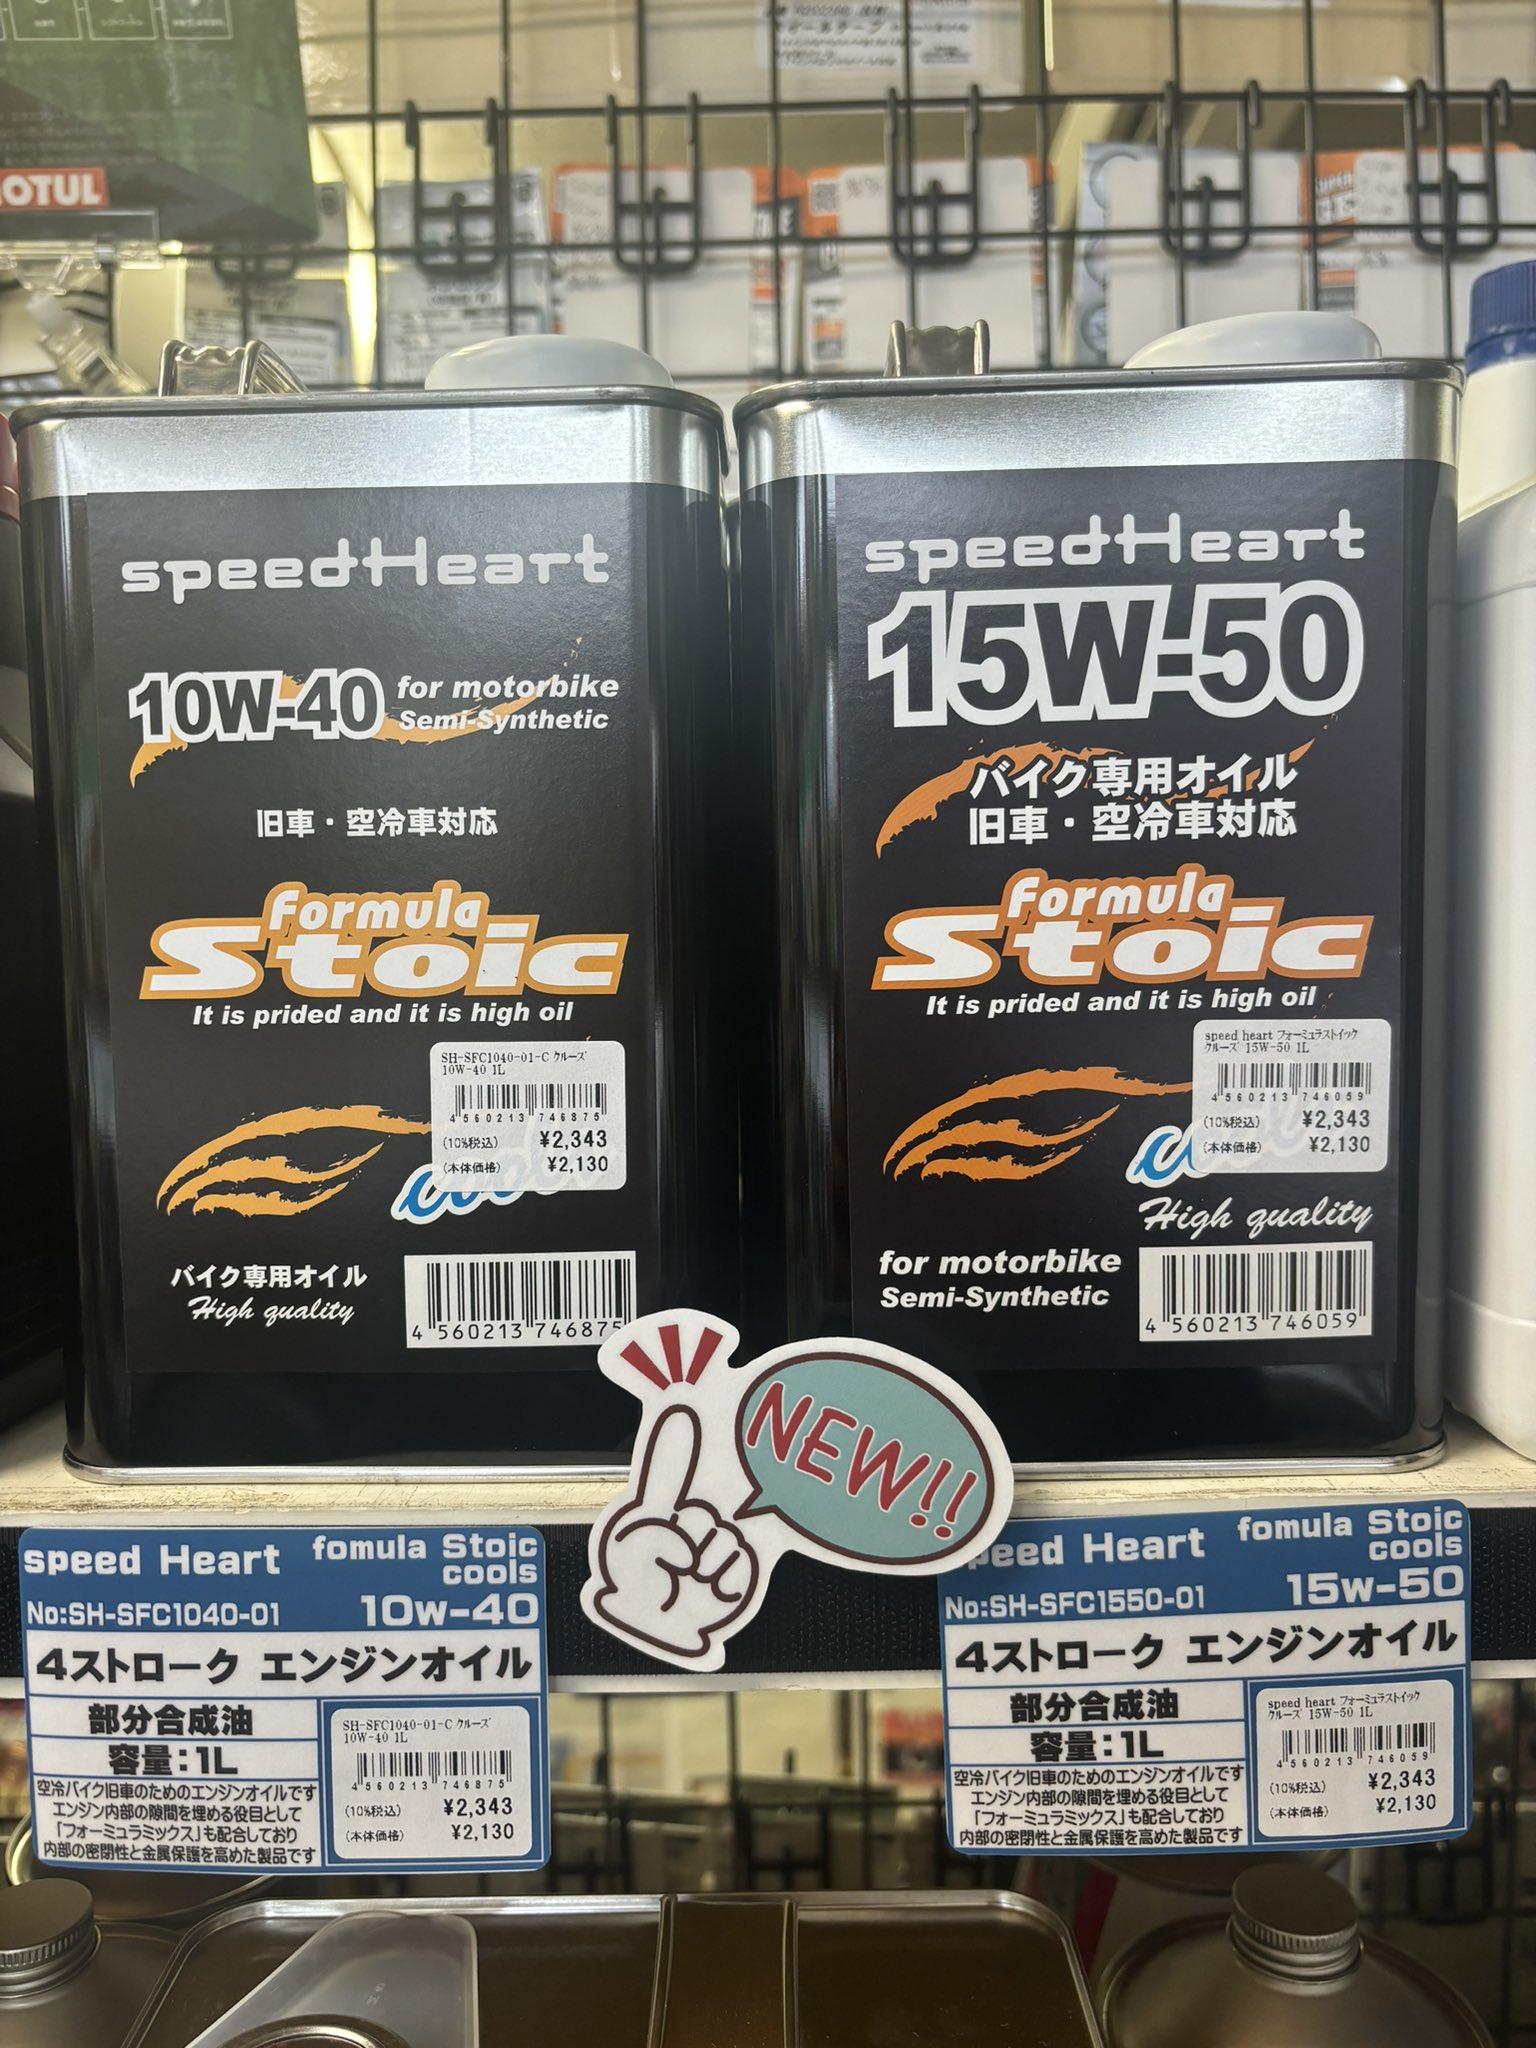 MOTUL
speedHeart
10W-40 for motorbike
Semi-Synthetic
旧車・空冷車対応
Formula
Stoic
It is prided and it is high oil
SH-SFC1040-01-C クルーズ
10W-40 1L
4 560213 746875
(10%税込) ¥2,343
(本体価格) ¥2,130
バイク専用オイル
High quality
4 560213 746875
speedHeart
15W-50
バイク専用オイル
旧車・空冷車対応
Formula
Stoic
It is prided and it is high oil
speed heart フォーミュラストイック
クルーズ 15W-50 1L
4 560213 746059
(10%税込) ¥2,343
(本体価格) ¥2,130
High quality
for motorbike
Semi-Synthetic
4 560213 746059
NEW!!
speed Heart fomula Stoic
cools
No:SH-SFC1040-01 10w-40
4ストローク エンジンオイル
部分合成油
容量:1L
空冷バイク旧車のためのエンジンオイルです
エンジン内部の隙間を埋める役目として
「フォーミュラミックス」も配合しており
内部の密閉性と金属保護を高めた製品です
SH-SFC1040-01-C クルーズ
10W-40 1L
4 560213 746875
(10%税込) ¥2,343
(本体価格) ¥2,130
peed Heart fomula Stoic
cools
No:SH-SFC1550-01 15w-50
4ストローク エンジンオイル
部分合成油
容量:1L
空冷バイク旧車のためのエンジンオイルです
エンジン内部の隙間を埋める役目として
「フォーミュラミックス」も配合しており
内部の密閉性と金属保護を高めた製品です
speed heart フォーミュラストイック
クルーズ 15W-50 1L
4 560213 746059
(10%税込) ¥2,343
(本体価格) ¥2,130